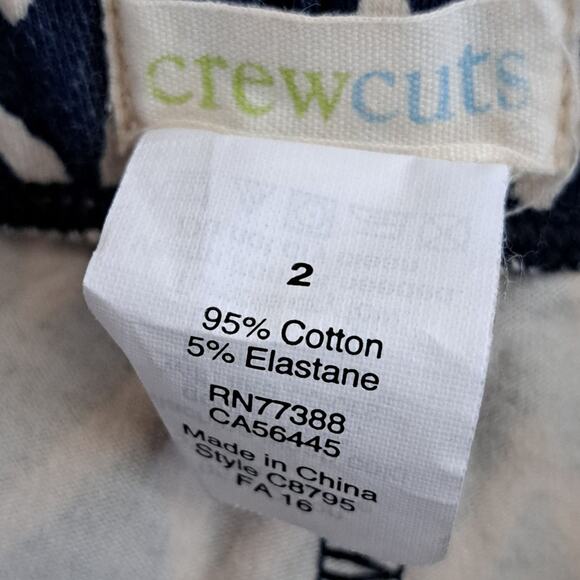 crewcuts
2
95% Cotton
5% Elastane
RN77388
CA56445
Made in China
Style C8795
FA 16